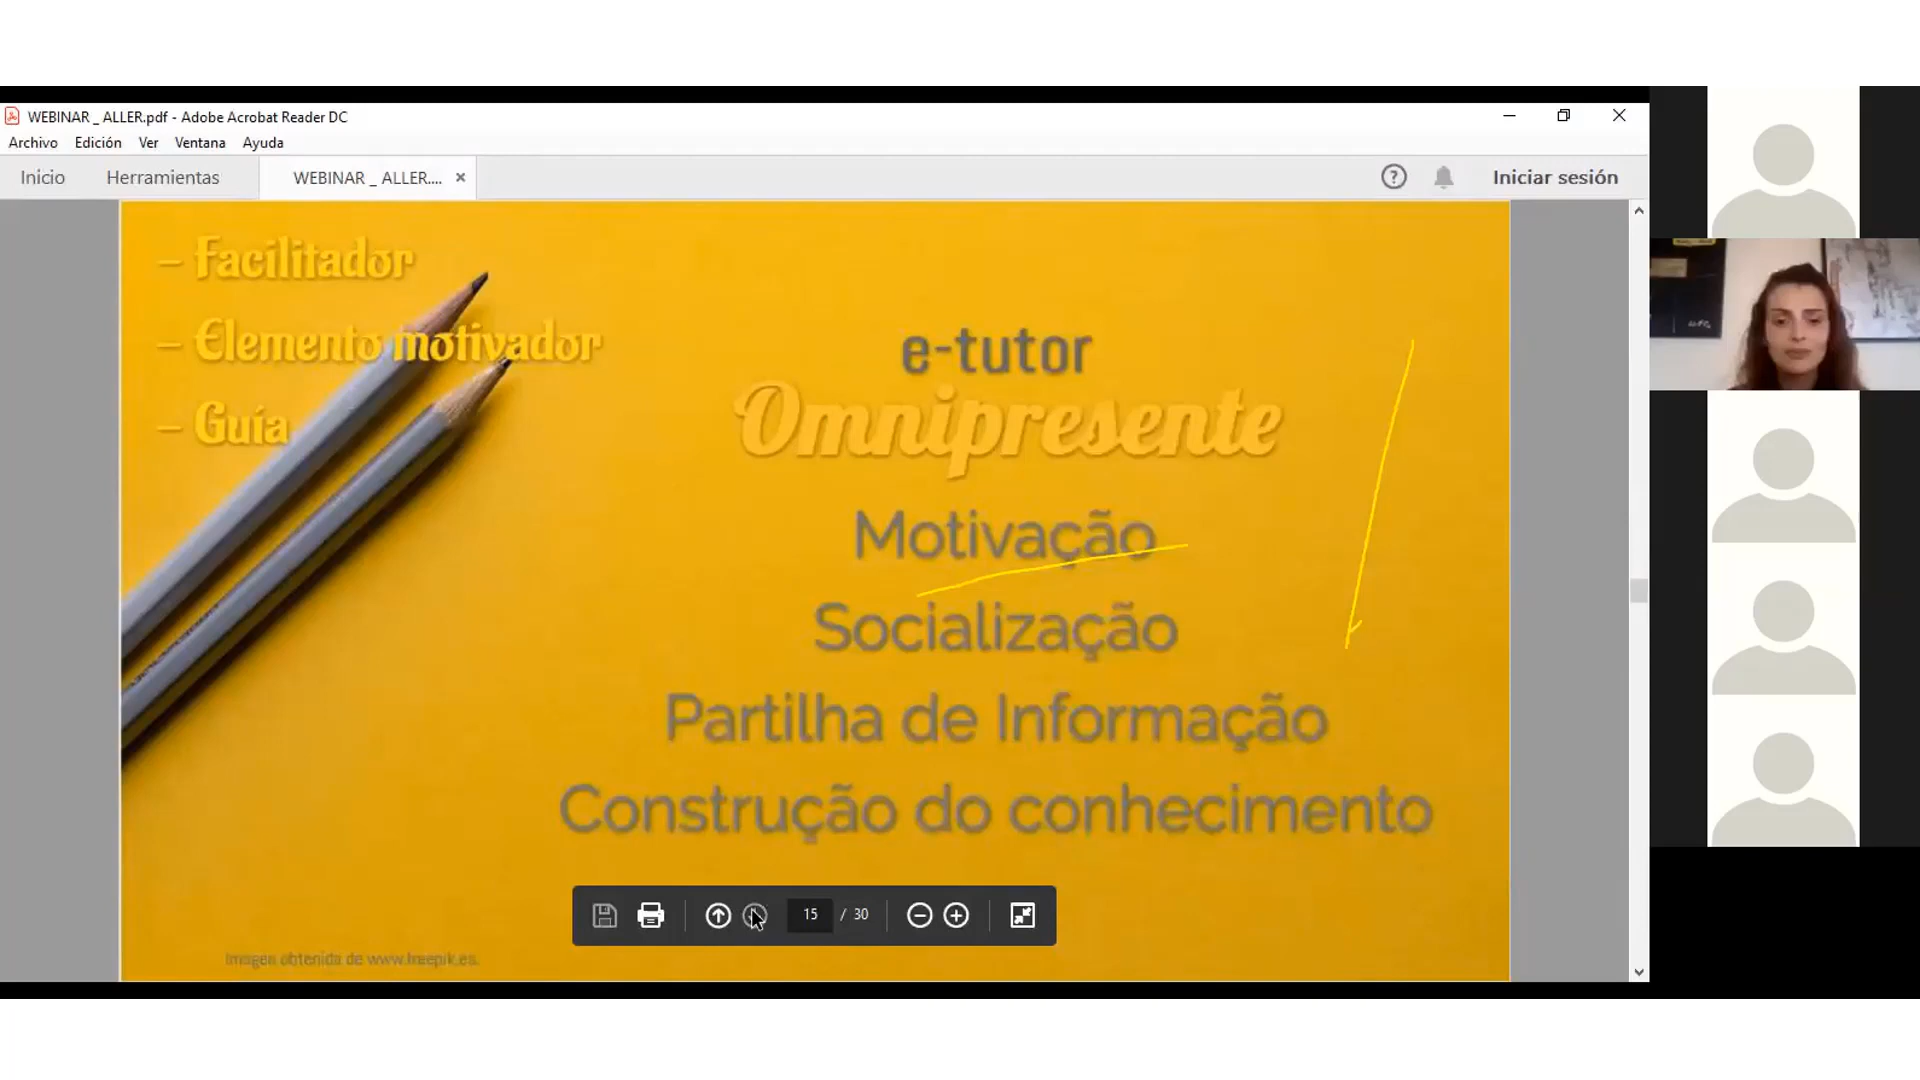 WEBINAR _ ALLER.pdf - Adobe Acrobat Reader DC
Archivo Edición Ver Ventana Ayuda
Inicio Herramientas WEBINAR _ ALLER.... × Iniciar sesión
– Facilitador
– Elemento motivador
– Guía
e-tutor
Omnipresente
Motivação
Socialização
Partilha de Informação
Construção do conhecimento
15 / 30
Imagen obtenida de www.freepik.es.